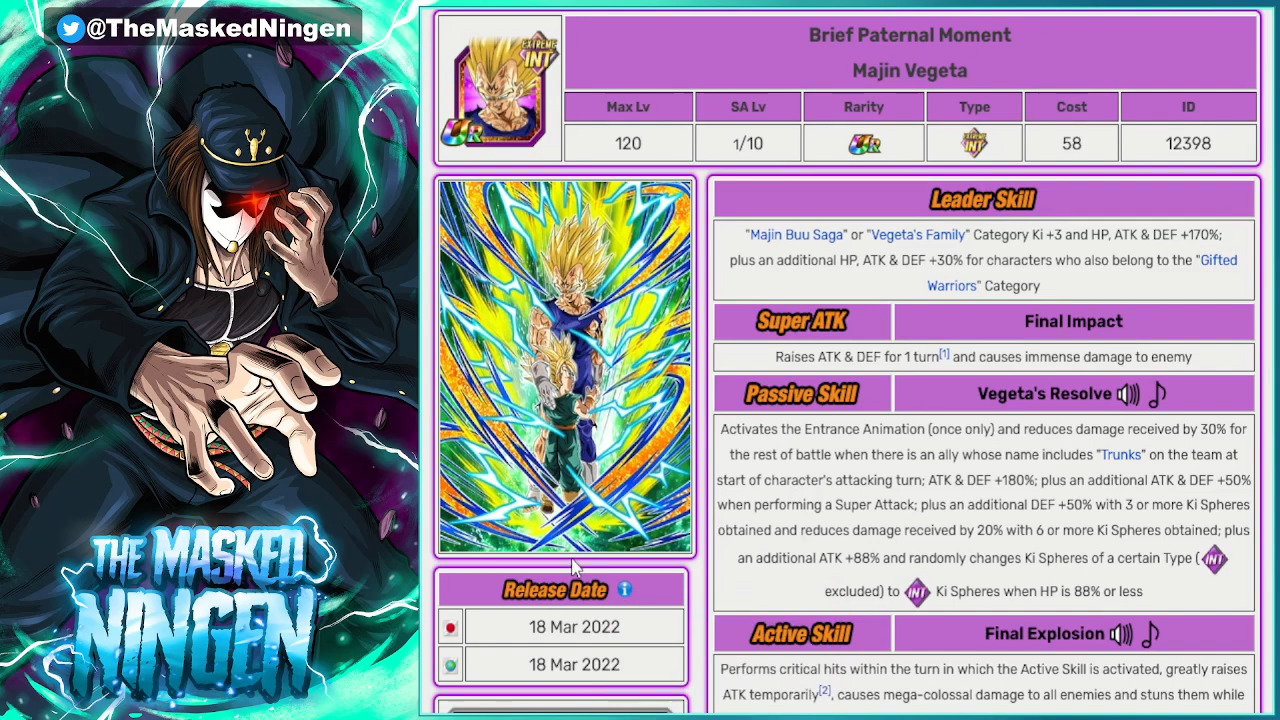 @TheMaskedNingen
THE MASKED
NINGEN
EXTREME
INT
UR
Brief Paternal Moment
Majin Vegeta
Max Lv
SA Lv
Rarity
Type
Cost
ID
120
1/10
UR
EXTREME
INT
58
12398
Release Date
18 Mar 2022
18 Mar 2022
Leader Skill
"Majin Buu Saga" or "Vegeta's Family" Category Ki +3 and HP, ATK & DEF +170%;
plus an additional HP, ATK & DEF +30% for characters who also belong to the "Gifted
Warriors" Category
Super ATK
Final Impact
Raises ATK & DEF for 1 turn[1] and causes immense damage to enemy
Passive Skill
Vegeta's Resolve
Activates the Entrance Animation (once only) and reduces damage received by 30% for
the rest of battle when there is an ally whose name includes "Trunks" on the team at
start of character's attacking turn; ATK & DEF +180%; plus an additional ATK & DEF +50%
when performing a Super Attack; plus an additional DEF +50% with 3 or more Ki Spheres
obtained and reduces damage received by 20% with 6 or more Ki Spheres obtained; plus
an additional ATK +88% and randomly changes Ki Spheres of a certain Type (INT
excluded) to INT Ki Spheres when HP is 88% or less
Active Skill
Final Explosion
Performs critical hits within the turn in which the Active Skill is activated, greatly raises
ATK temporarily[2], causes mega-colossal damage to all enemies and stuns them while